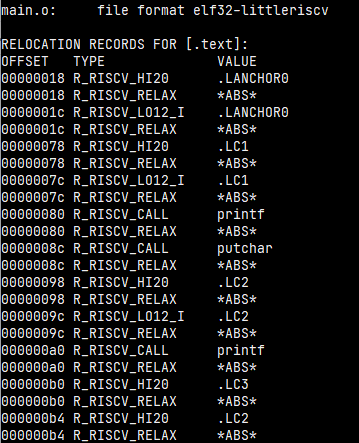 main.o:     file format elf32-littleriscv

RELOCATION RECORDS FOR [.text]:
OFFSET   TYPE              VALUE
00000018 R_RISCV_HI20      .LANCHOR0
00000018 R_RISCV_RELAX     *ABS*
0000001c R_RISCV_LO12_I    .LANCHOR0
0000001c R_RISCV_RELAX     *ABS*
00000078 R_RISCV_HI20      .LC1
00000078 R_RISCV_RELAX     *ABS*
0000007c R_RISCV_LO12_I    .LC1
0000007c R_RISCV_RELAX     *ABS*
00000080 R_RISCV_CALL      printf
00000080 R_RISCV_RELAX     *ABS*
0000008c R_RISCV_CALL      putchar
0000008c R_RISCV_RELAX     *ABS*
00000098 R_RISCV_HI20      .LC2
00000098 R_RISCV_RELAX     *ABS*
0000009c R_RISCV_LO12_I    .LC2
0000009c R_RISCV_RELAX     *ABS*
000000a0 R_RISCV_CALL      printf
000000a0 R_RISCV_RELAX     *ABS*
000000b0 R_RISCV_HI20      .LC3
000000b0 R_RISCV_RELAX     *ABS*
000000b4 R_RISCV_HI20      .LC2
000000b4 R_RISCV_RELAX     *ABS*